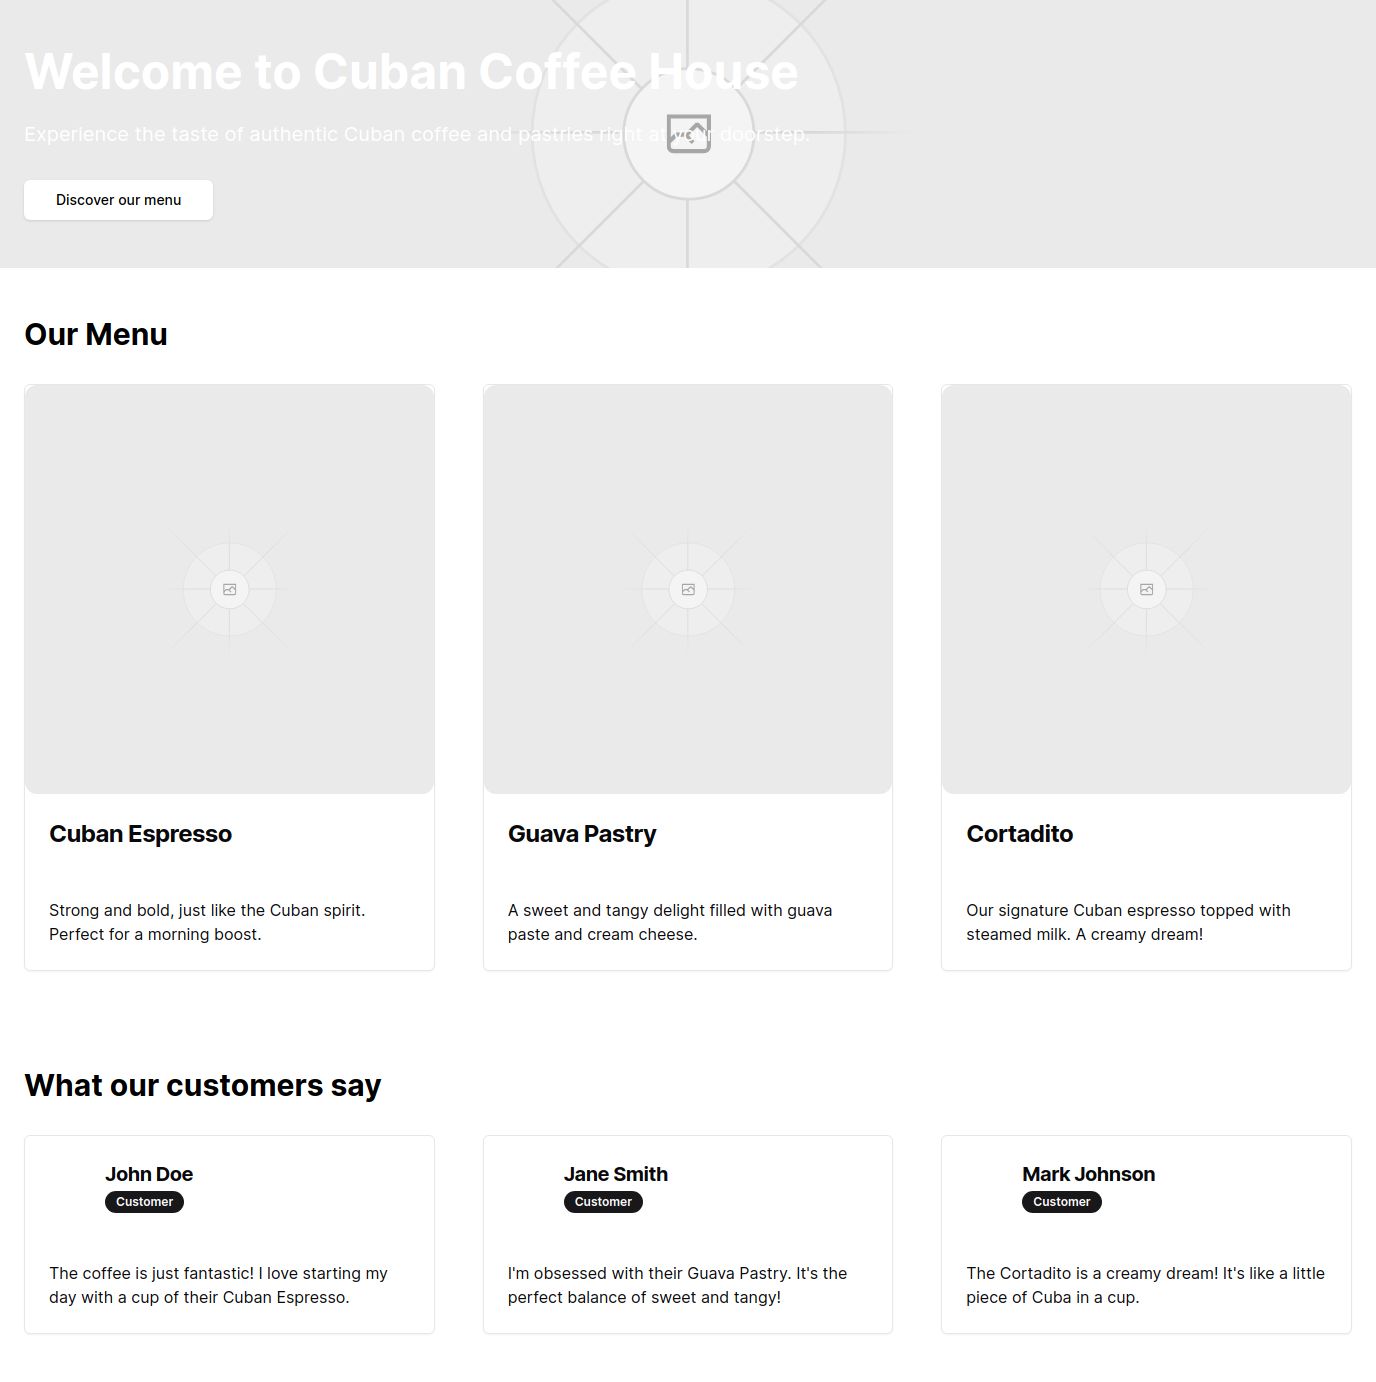 Welcome to Cuban Coffee House
Experience the taste of authentic Cuban coffee and pastries right at your doorstep.
Discover our menu
Our Menu
Cuban Espresso
Strong and bold, just like the Cuban spirit.
Perfect for a morning boost.
Guava Pastry
A sweet and tangy delight filled with guava
paste and cream cheese.
Cortadito
Our signature Cuban espresso topped with
steamed milk. A creamy dream!
What our customers say
John Doe
Customer
The coffee is just fantastic! I love starting my
day with a cup of their Cuban Espresso.
Jane Smith
Customer
I'm obsessed with their Guava Pastry. It's the
perfect balance of sweet and tangy!
Mark Johnson
Customer
The Cortadito is a creamy dream! It's like a little
piece of Cuba in a cup.